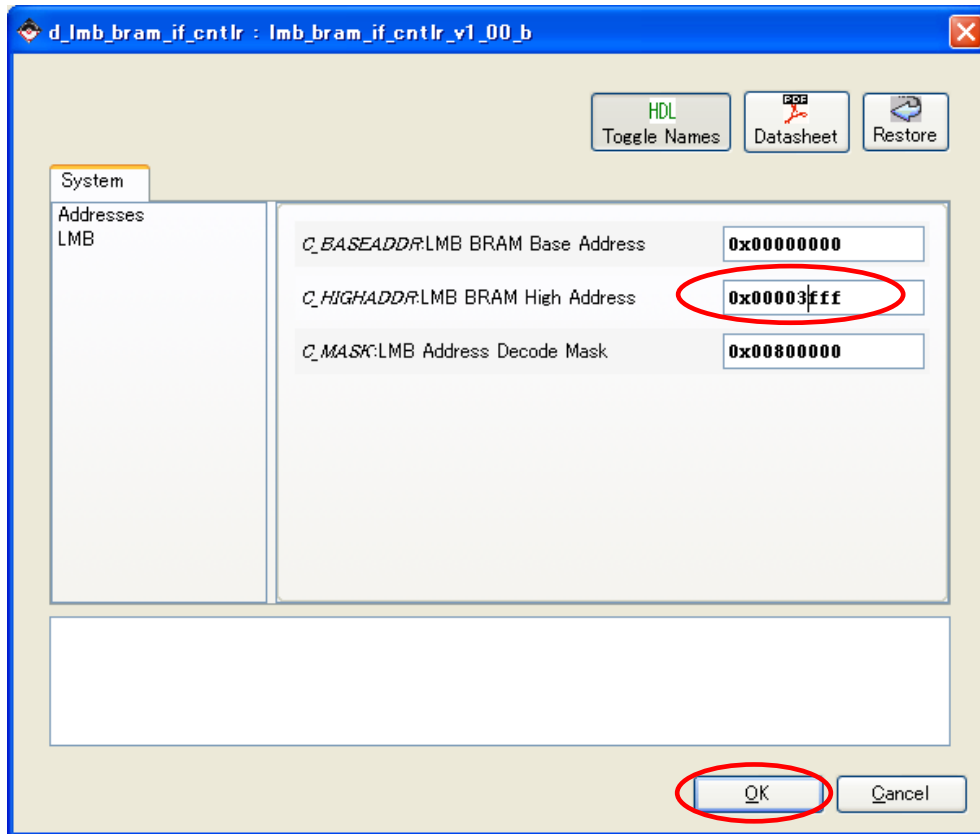 d_lmb_bram_if_cntlr : lmb_bram_if_cntlr_v1_00_b
HDL
Toggle Names
PDF
Datasheet
Restore
System
Addresses
LMB
C_BASEADDR:LMB BRAM Base Address 0x00000000
C_HIGHADDR:LMB BRAM High Address 0x00003fff
C_MASK:LMB Address Decode Mask 0x00800000
OK
Cancel